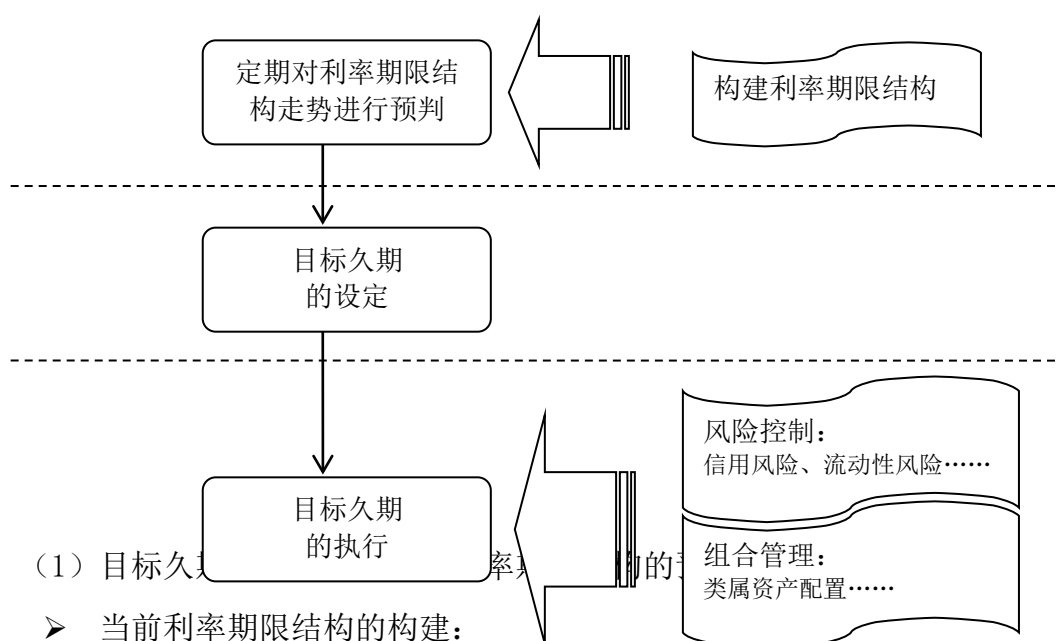 定期对利率期限结
构走势进行预判
构建利率期限结构
目标久期
的设定
风险控制：
信用风险、流动性风险……
目标久期
的执行
组合管理：
类属资产配置……
（1）目标久 率 的
➢ 当前利率期限结构的构建：